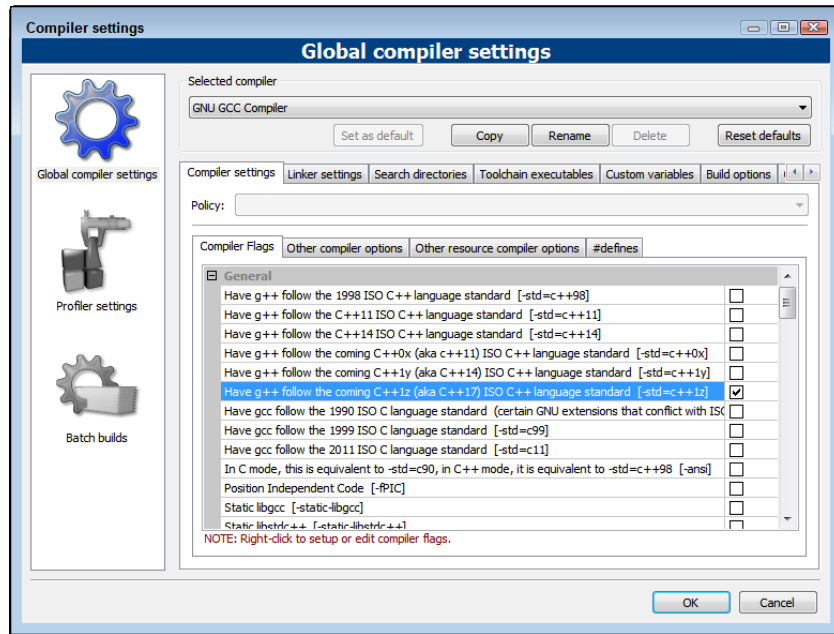 Compiler settings
Global compiler settings
Global compiler settings
Profiler settings
Batch builds
Selected compiler
GNU GCC Compiler
Set as default Copy Rename Delete Reset defaults
Compiler settings Linker settings Search directories Toolchain executables Custom variables Build options
Policy:
Compiler Flags Other compiler options Other resource compiler options #defines
General
Have g++ follow the 1998 ISO C++ language standard [-std=c++98]
Have g++ follow the C++11 ISO C++ language standard [-std=c++11]
Have g++ follow the C++14 ISO C++ language standard [-std=c++14]
Have g++ follow the coming C++0x (aka c++11) ISO C++ language standard [-std=c++0x]
Have g++ follow the coming C++1y (aka C++14) ISO C++ language standard [-std=c++1y]
Have g++ follow the coming C++1z (aka C++17) ISO C++ language standard [-std=c++1z]
Have gcc follow the 1990 ISO C language standard (certain GNU extensions that conflict with ISO
Have gcc follow the 1999 ISO C language standard [-std=c99]
Have gcc follow the 2011 ISO C language standard [-std=c11]
In C mode, this is equivalent to -std=c90, in C++ mode, it is equivalent to -std=c++98 [-ansi]
Position Independent Code [-fPIC]
Static libgcc [-static-libgcc]
Static libstdc++ [-static-libstdc++]
NOTE: Right-click to setup or edit compiler flags.
OK Cancel